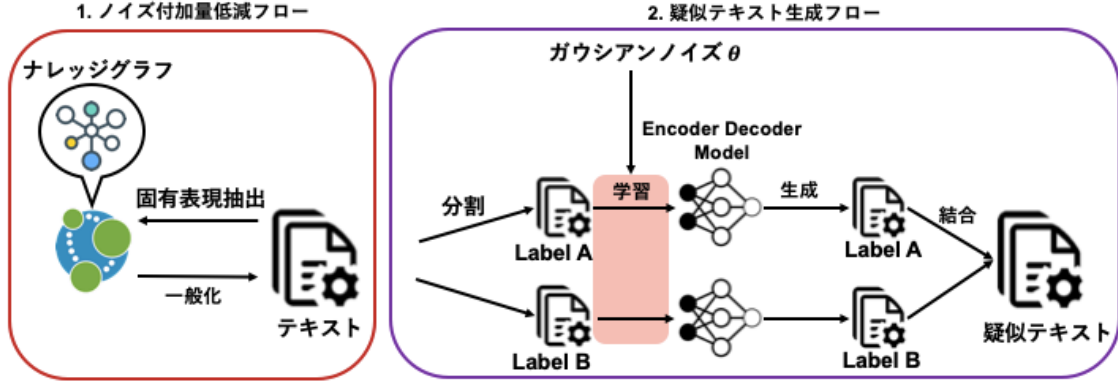 1. ノイズ付加量低減フロー
ナレッジグラフ
固有表現抽出
一般化
テキスト
2. 疑似テキスト生成フロー
ガウシアンノイズ θ
Encoder Decoder
Model
分割
学習
生成
結合
Label A
Label A
Label B
Label B
疑似テキスト